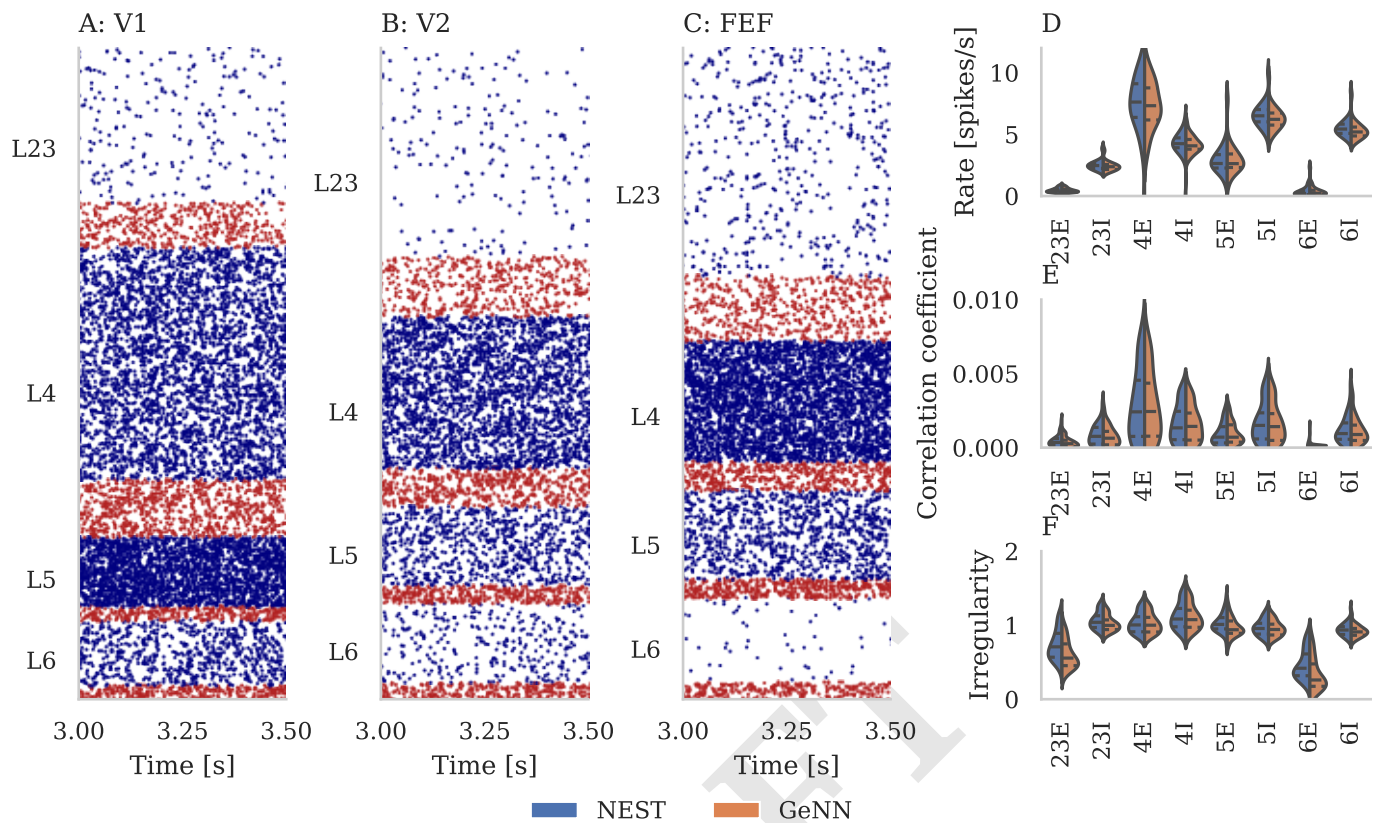 A: V1
B: V2
C: FEF
D
L23
L4
L5
L6
3.00
3.25
3.50
Time [s]
L23
L4
L5
L6
3.00
3.25
3.50
Time [s]
L23
L4
L5
L6
3.00
3.25
3.50
Time [s]
Rate [spikes/s]
10
5
0
23E
23I
4E
4I
5E
5I
6E
6I
E
Correlation coefficient
0.010
0.005
0.000
23E
23I
4E
4I
5E
5I
6E
6I
F
Irregularity
2
1
0
23E
23I
4E
4I
5E
5I
6E
6I
NEST
GeNN